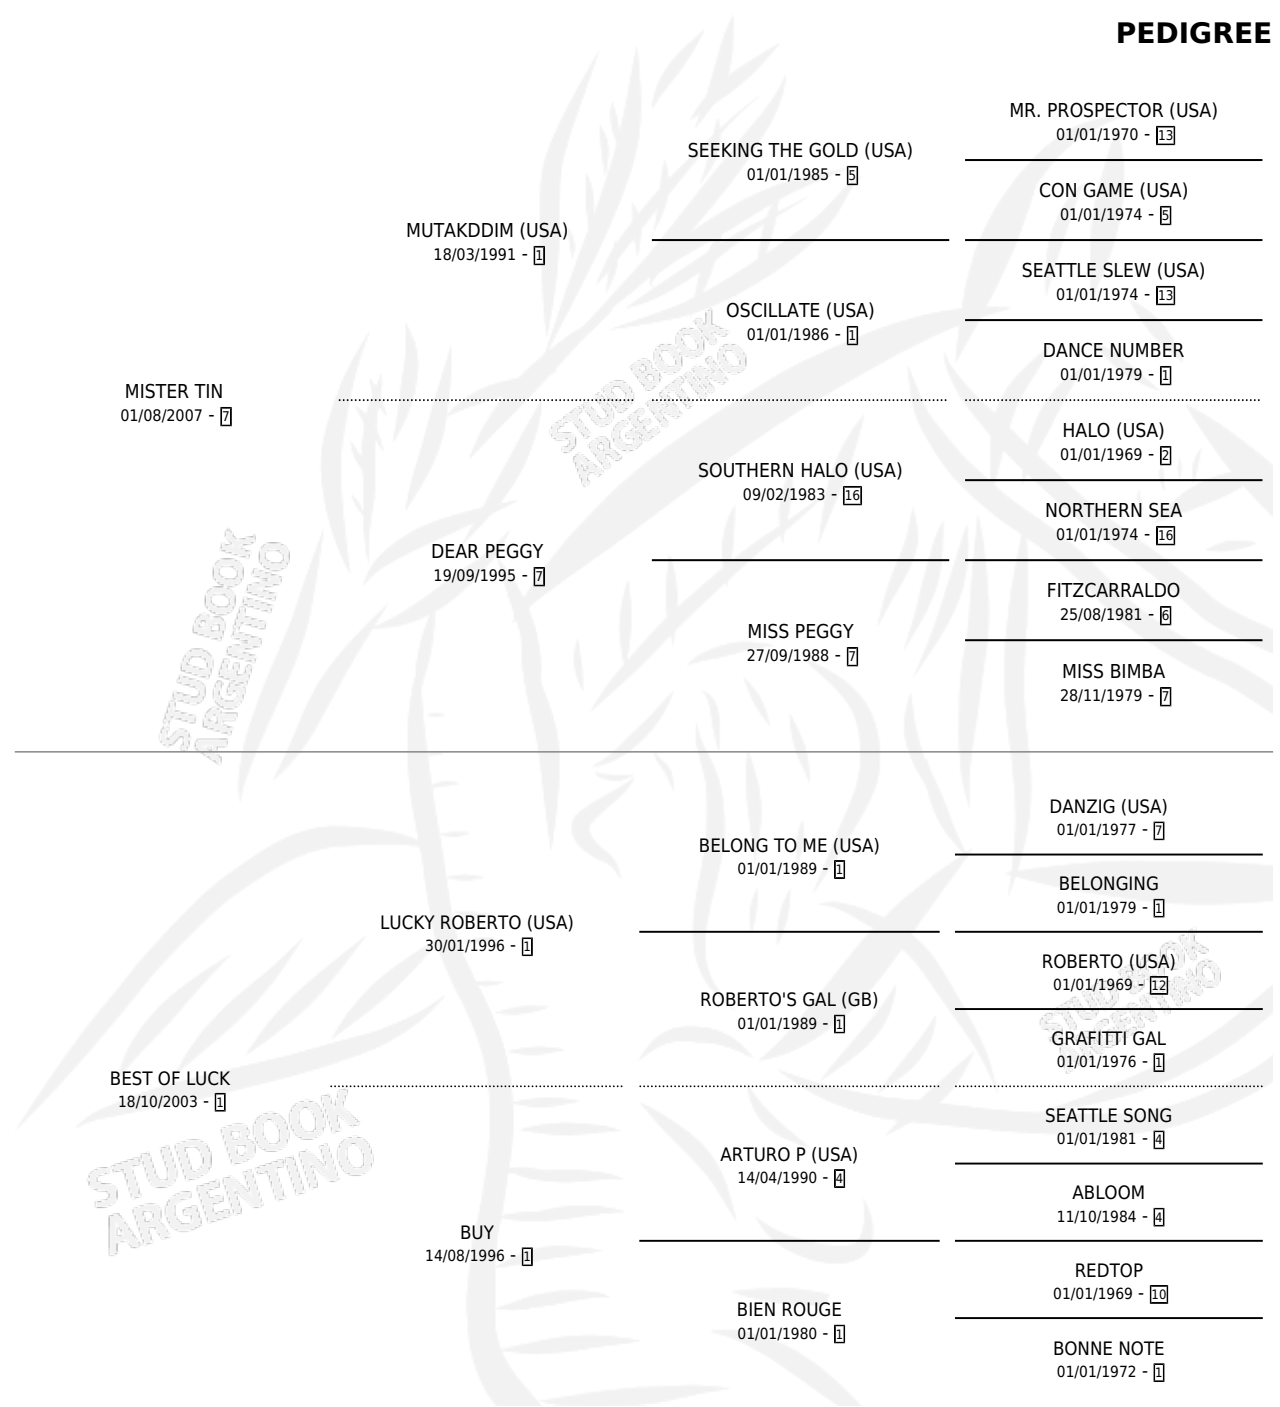 PEDIGREE
MR. PROSPECTOR (USA)
01/01/1970 - 13
SEEKING THE GOLD (USA)
01/01/1985 - 5
CON GAME (USA)
01/01/1974 - 5
MUTAKDDIM (USA)
18/03/1991 - 1
SEATTLE SLEW (USA)
01/01/1974 - 13
OSCILLATE (USA)
01/01/1986 - 1
DANCE NUMBER
01/01/1979 - 1
MISTER TIN
01/08/2007 - 7
HALO (USA)
01/01/1969 - 2
SOUTHERN HALO (USA)
09/02/1983 - 16
NORTHERN SEA
01/01/1974 - 16
DEAR PEGGY
19/09/1995 - 7
FITZCARRALDO
25/08/1981 - 6
MISS PEGGY
27/09/1988 - 7
MISS BIMBA
28/11/1979 - 7
DANZIG (USA)
01/01/1977 - 7
BELONG TO ME (USA)
01/01/1989 - 1
BELONGING
01/01/1979 - 1
LUCKY ROBERTO (USA)
30/01/1996 - 1
ROBERTO (USA)
01/01/1969 - 12
ROBERTO'S GAL (GB)
01/01/1989 - 1
GRAFITTI GAL
01/01/1976 - 1
BEST OF LUCK
18/10/2003 - 1
SEATTLE SONG
01/01/1981 - 4
ARTURO P (USA)
14/04/1990 - 4
ABLOOM
11/10/1984 - 4
BUY
14/08/1996 - 1
REDTOP
01/01/1969 - 10
BIEN ROUGE
01/01/1980 - 1
BONNE NOTE
01/01/1972 - 1
STUD BOOK
ARGENTINO
STUD BOOK
ARGENTINO
STUD BOOK
ARGENTINO
STUD BOOK
ARGENTINO